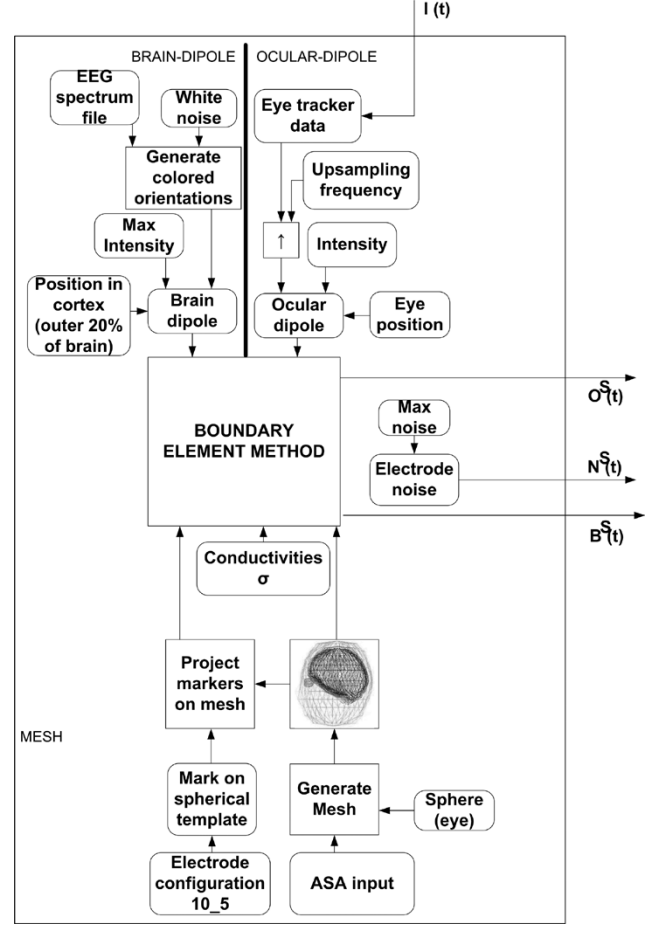 I (t)
BRAIN-DIPOLE
OCULAR-DIPOLE
EEG
spectrum
file
White
noise
Eye tracker
data
Generate
colored
orientations
Upsampling
frequency
Max
Intensity
↑
Intensity
Position in
cortex
(outer 20%
of brain)
Brain
dipole
Ocular
dipole
Eye
position
BOUNDARY
ELEMENT METHOD
O^S(t)
Max
noise
Electrode
noise
N^S(t)
B^S(t)
Conductivities
σ
Project
markers
on mesh
MESH
Mark on
spherical
template
Generate
Mesh
Sphere
(eye)
Electrode
configuration
10_5
ASA input